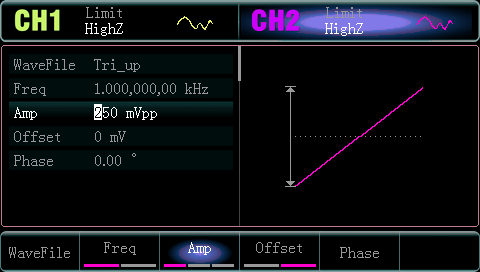 CH1
Limit
HighZ
CH2
Limit
HighZ
WaveFile Tri_up
Freq 1.000,000,00 kHz
Amp 250 mVpp
Offset 0 mV
Phase 0.00 °
WaveFile Freq Amp Offset Phase